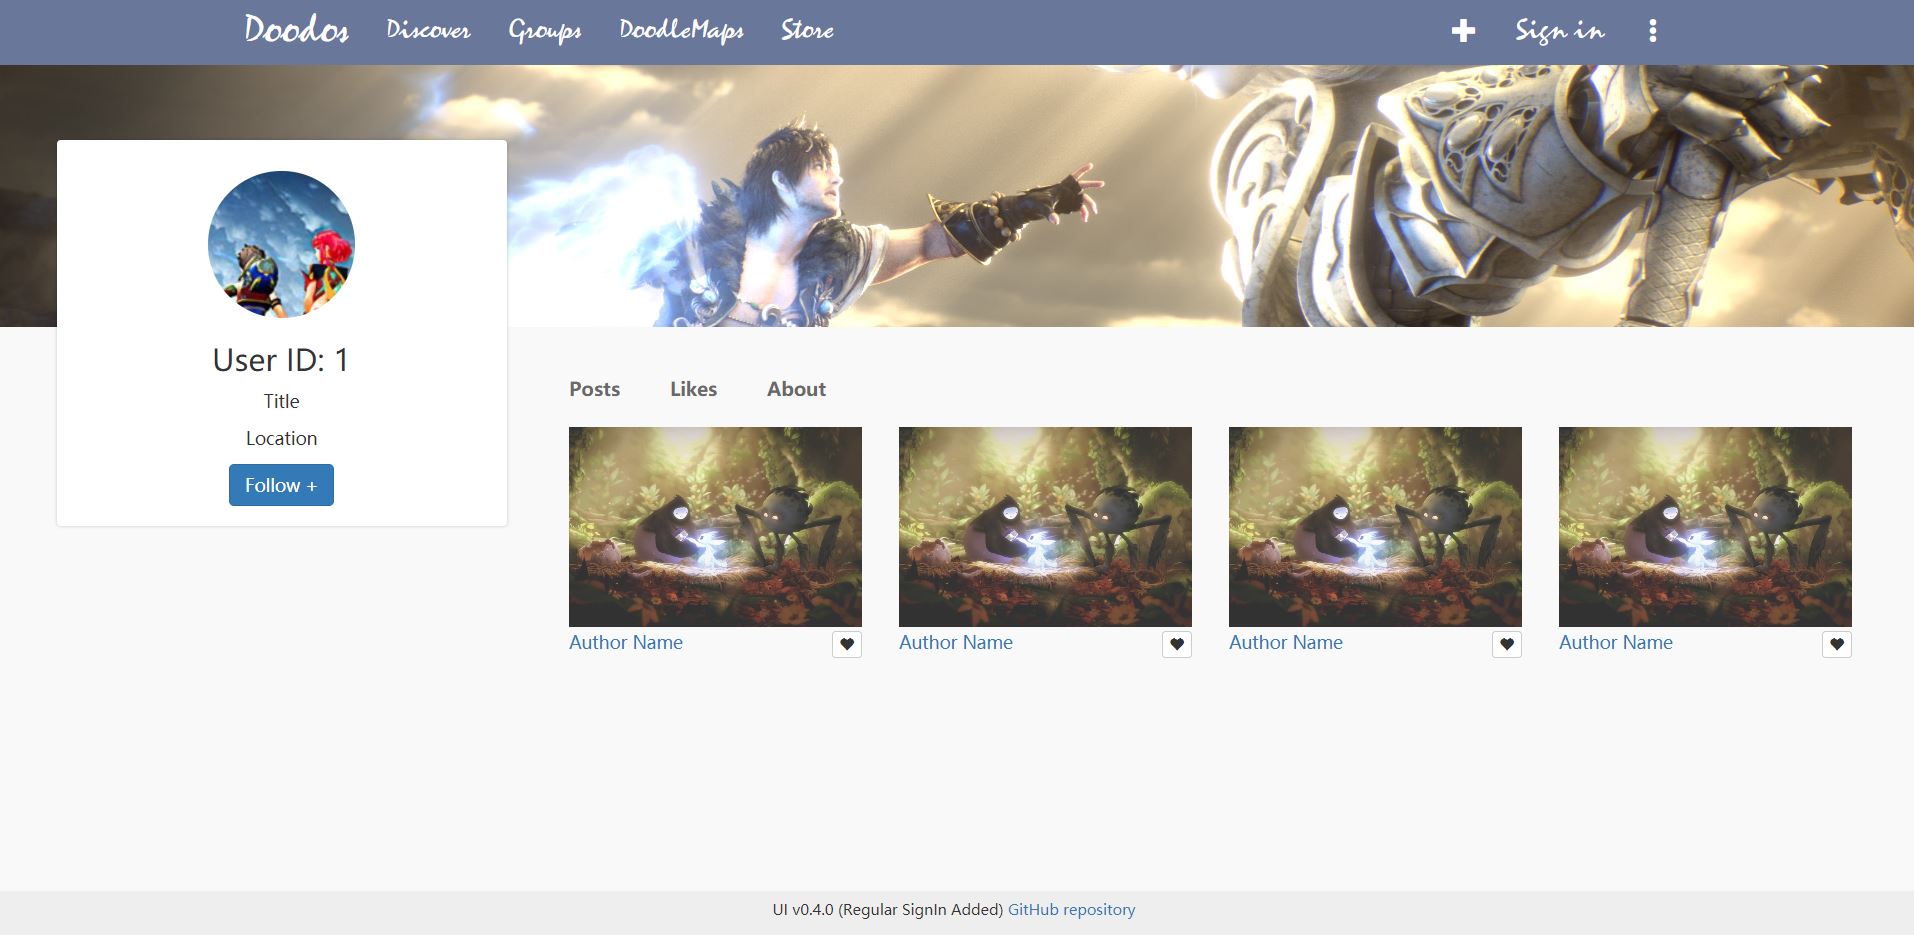 Doodos Discover Groups DoodleMaps Store Sign in
User ID: 1
Title
Location
Follow +
Posts Likes About
Author Name Author Name Author Name Author Name
UI v0.4.0 (Regular SignIn Added) GitHub repository